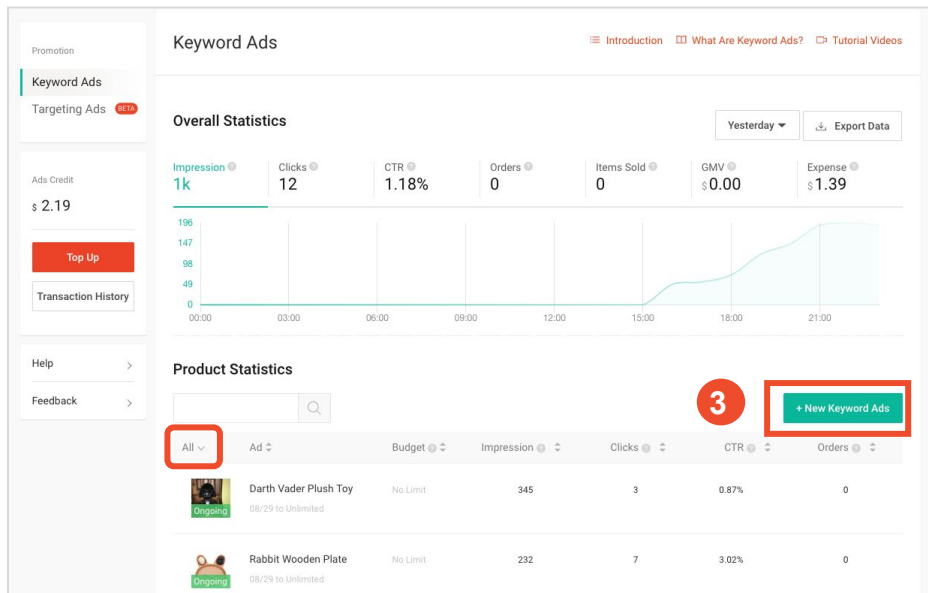 Promotion
Keyword Ads
Targeting Ads BETA
Ads Credit
$ 2.19
Top Up
Transaction History
Help
Feedback
Keyword Ads
Introduction What Are Keyword Ads? Tutorial Videos
Overall Statistics
Yesterday Export Data
Impression Clicks CTR Orders Items Sold GMV Expense
1k 12 1.18% 0 0 $0.00 $1.39
196
147
98
49
0
00:00 03:00 06:00 09:00 12:00 15:00 18:00 21:00
Product Statistics
3 + New Keyword Ads
All Ad Budget Impression Clicks CTR Orders
Darth Vader Plush Toy No Limit 345 3 0.87% 0
Ongoing 08/29 to Unlimited
Rabbit Wooden Plate No Limit 232 7 3.02% 0
Ongoing 08/29 to Unlimited